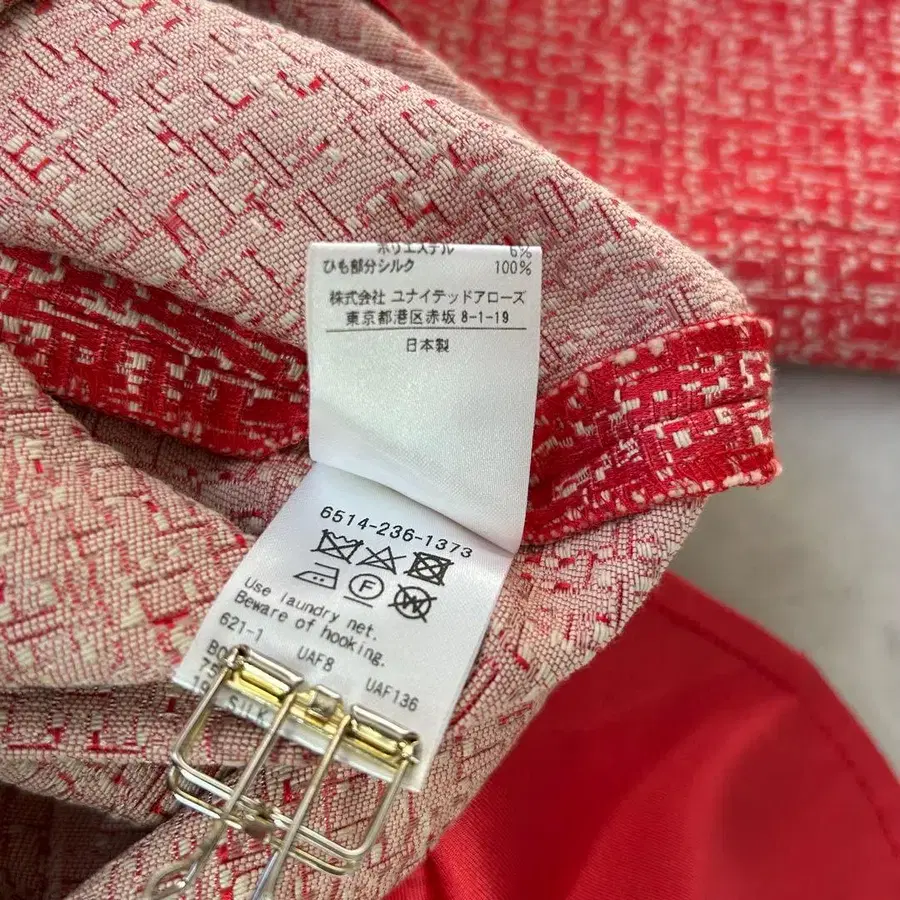 ポリエステル 6%
ひも部分シルク 100%
株式会社 ユナイテッドアローズ
東京都港区赤坂 8-1-19
日本製
6514-236-1373
F
W
Use laundry net.
Beware of hooking.
621-1
UAF8
UAF136
SILK